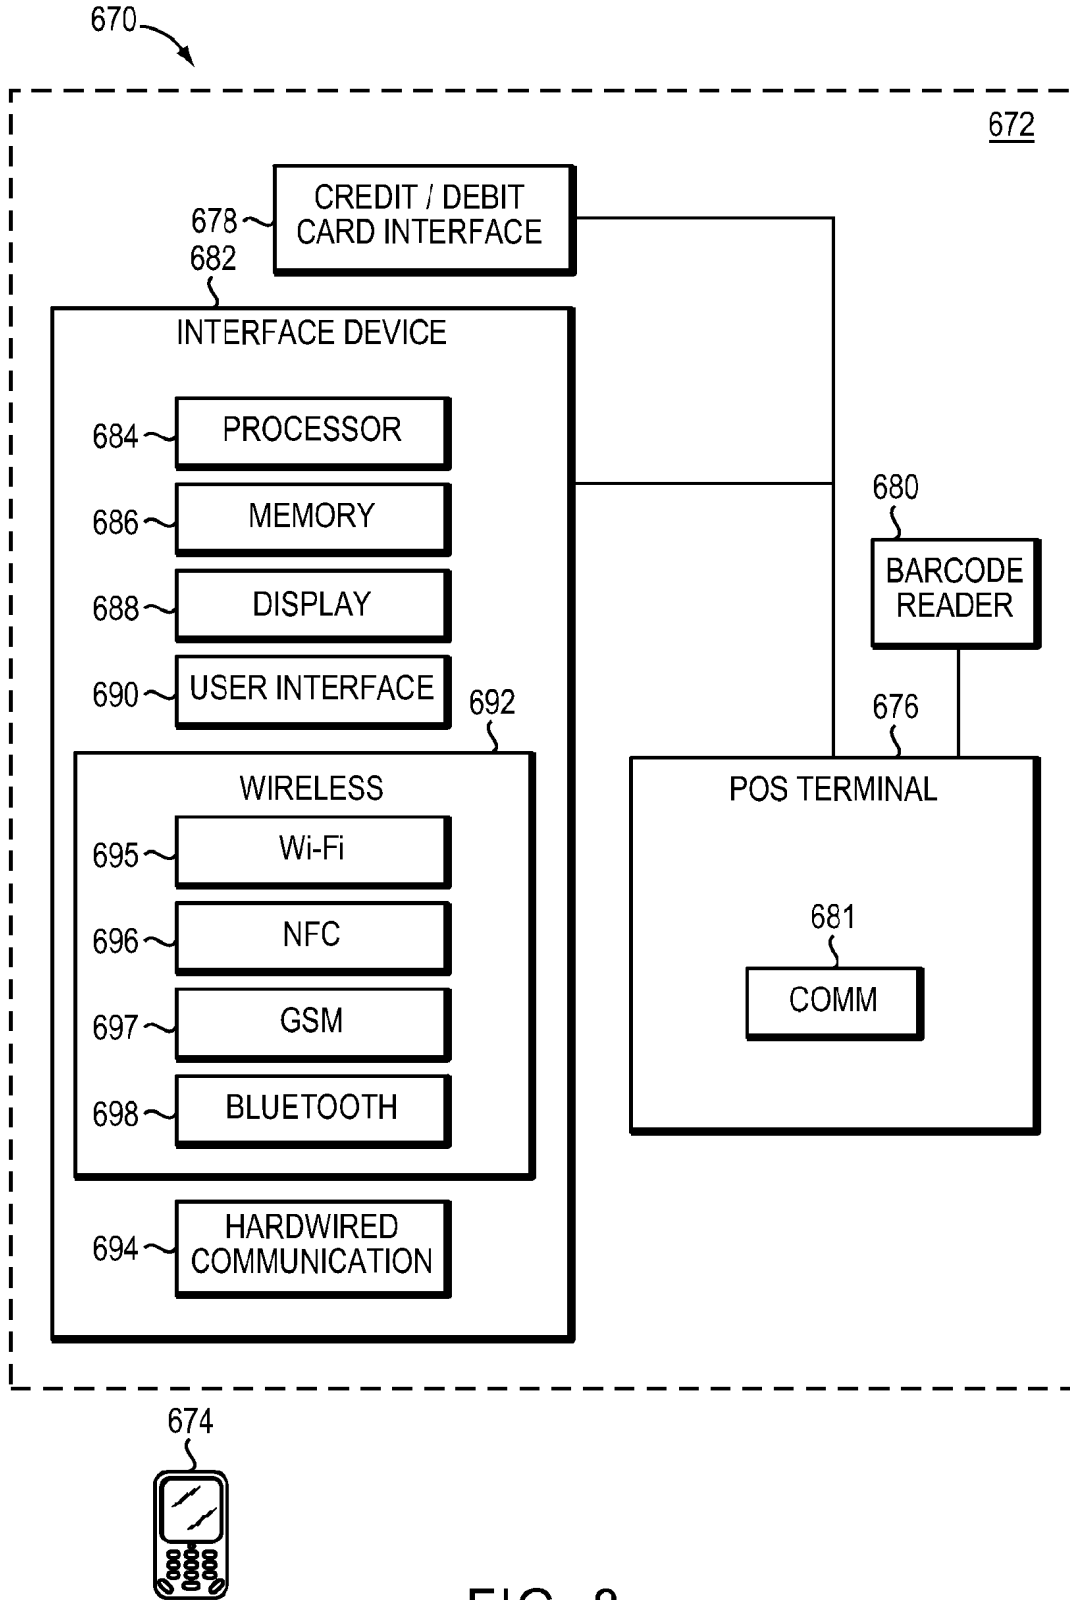 670
672
CREDIT / DEBIT
CARD INTERFACE
678
682
INTERFACE DEVICE
684
PROCESSOR
686
MEMORY
688
DISPLAY
690
USER INTERFACE
692
WIRELESS
695
Wi-Fi
696
NFC
697
GSM
698
BLUETOOTH
694
HARDWIRED
COMMUNICATION
680
BARCODE
READER
676
POS TERMINAL
681
COMM
674
FIG. 8